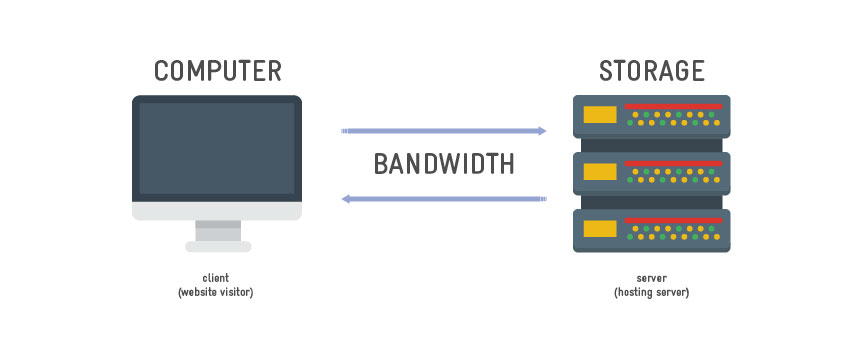 COMPUTER
STORAGE
BANDWIDTH
client
(website visitor)
server
(hosting server)